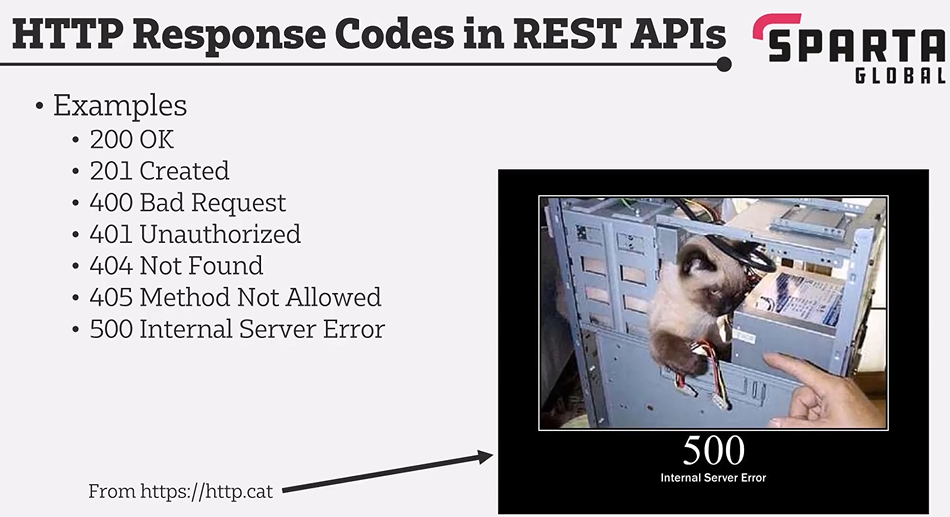 HTTP Response Codes in REST APIs
SPARTA
GLOBAL
• Examples
• 200 OK
• 201 Created
• 400 Bad Request
• 401 Unauthorized
• 404 Not Found
• 405 Method Not Allowed
• 500 Internal Server Error
500
Internal Server Error
From https://http.cat